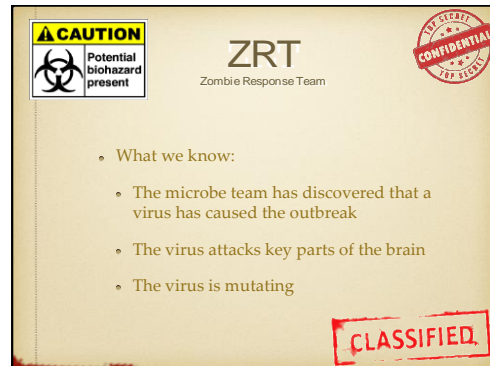 CAUTION
Potential
biohazard
present
ZRT
Zombie Response Team
TOP SECRET
CONFIDENTIAL
TOP SECRET
What we know:
The microbe team has discovered that a
virus has caused the outbreak
The virus attacks key parts of the brain
The virus is mutating
CLASSIFIED